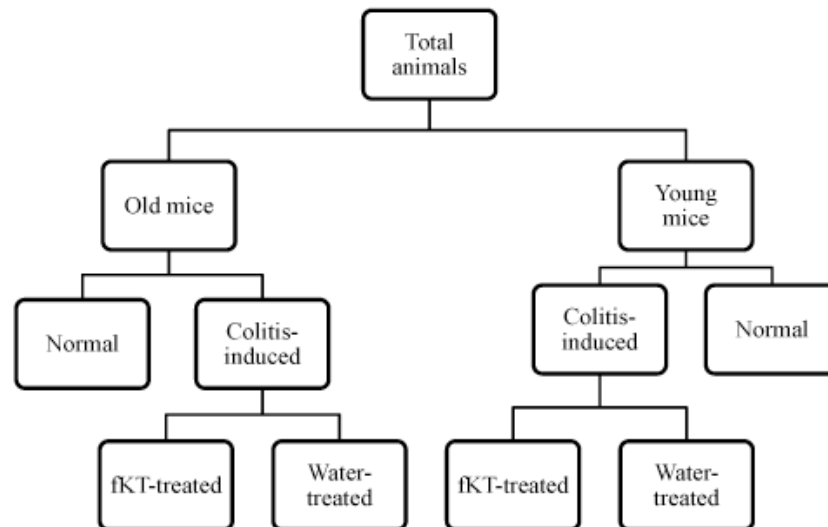 Total
animals
Old mice
Young
mice
Normal
Colitis-
induced
Colitis-
induced
Normal
fKT-treated
Water-
treated
fKT-treated
Water-
treated